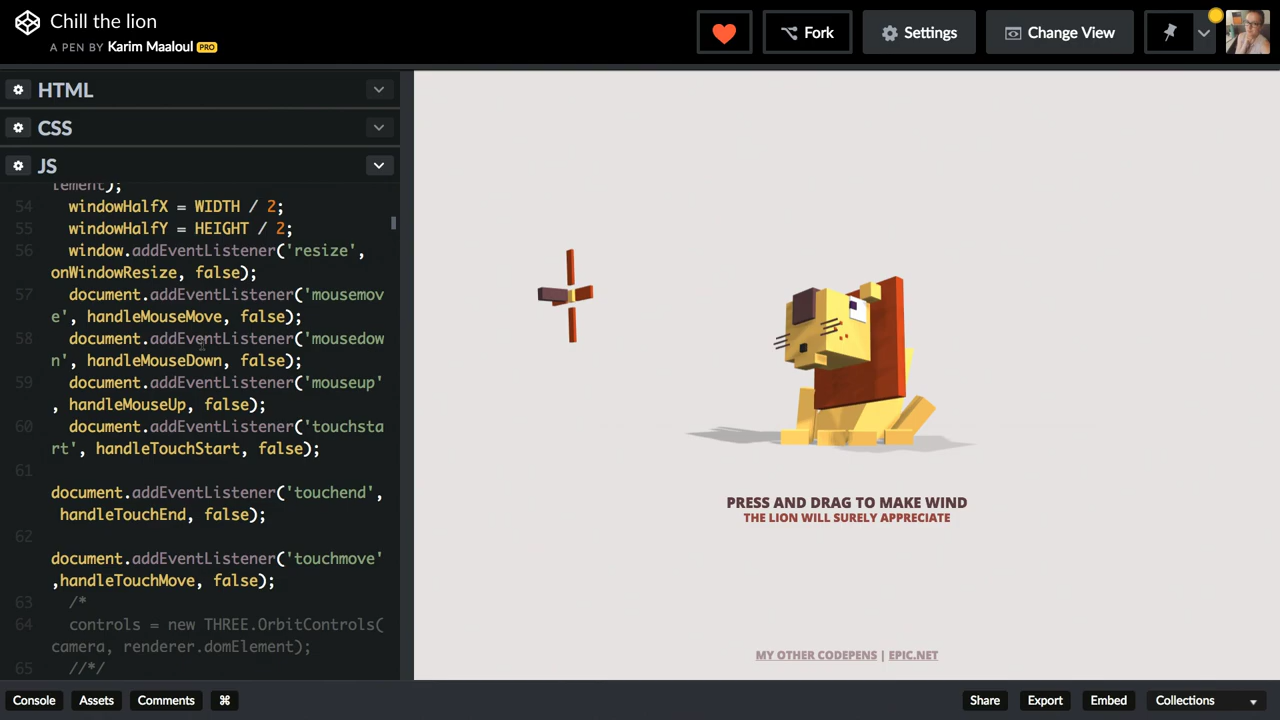 Chill the lion
A PEN BY Karim Maaloul PRO
Fork
Settings
Change View
HTML
CSS
JS
lement);
54 windowHalfX = WIDTH / 2;
55 windowHalfY = HEIGHT / 2;
56 window.addEventListener('resize',
onWindowResize, false);
57 document.addEventListener('mousemov
e', handleMouseMove, false);
58 document.addEventListener('mousedow
n', handleMouseDown, false);
59 document.addEventListener('mouseup'
, handleMouseUp, false);
60 document.addEventListener('touchsta
rt', handleTouchStart, false);
61
document.addEventListener('touchend',
handleTouchEnd, false);
62
document.addEventListener('touchmove'
,handleTouchMove, false);
63 /*
64 controls = new THREE.OrbitControls(
camera, renderer.domElement);
65 //*/
PRESS AND DRAG TO MAKE WIND
THE LION WILL SURELY APPRECIATE
MY OTHER CODEPENS | EPIC.NET
Console
Assets
Comments
⌘
Share
Export
Embed
Collections